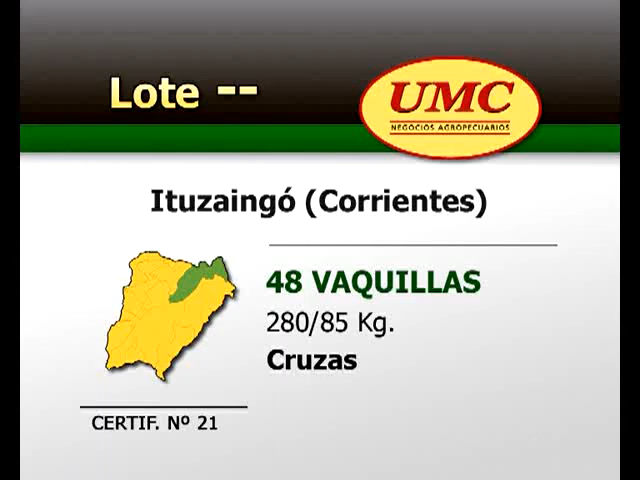 Lote --
UMC
NEGOCIOS AGROPECUARIOS
Ituzaingó (Corrientes)
48 VAQUILLAS
280/85 Kg.
Cruzas
CERTIF. Nº 21